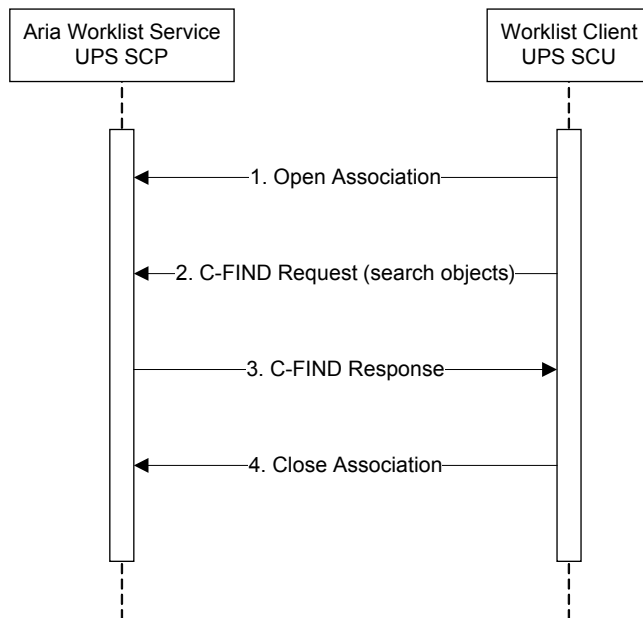 Aria Worklist Service
UPS SCP
Worklist Client
UPS SCU
1. Open Association
2. C-FIND Request (search objects)
3. C-FIND Response
4. Close Association